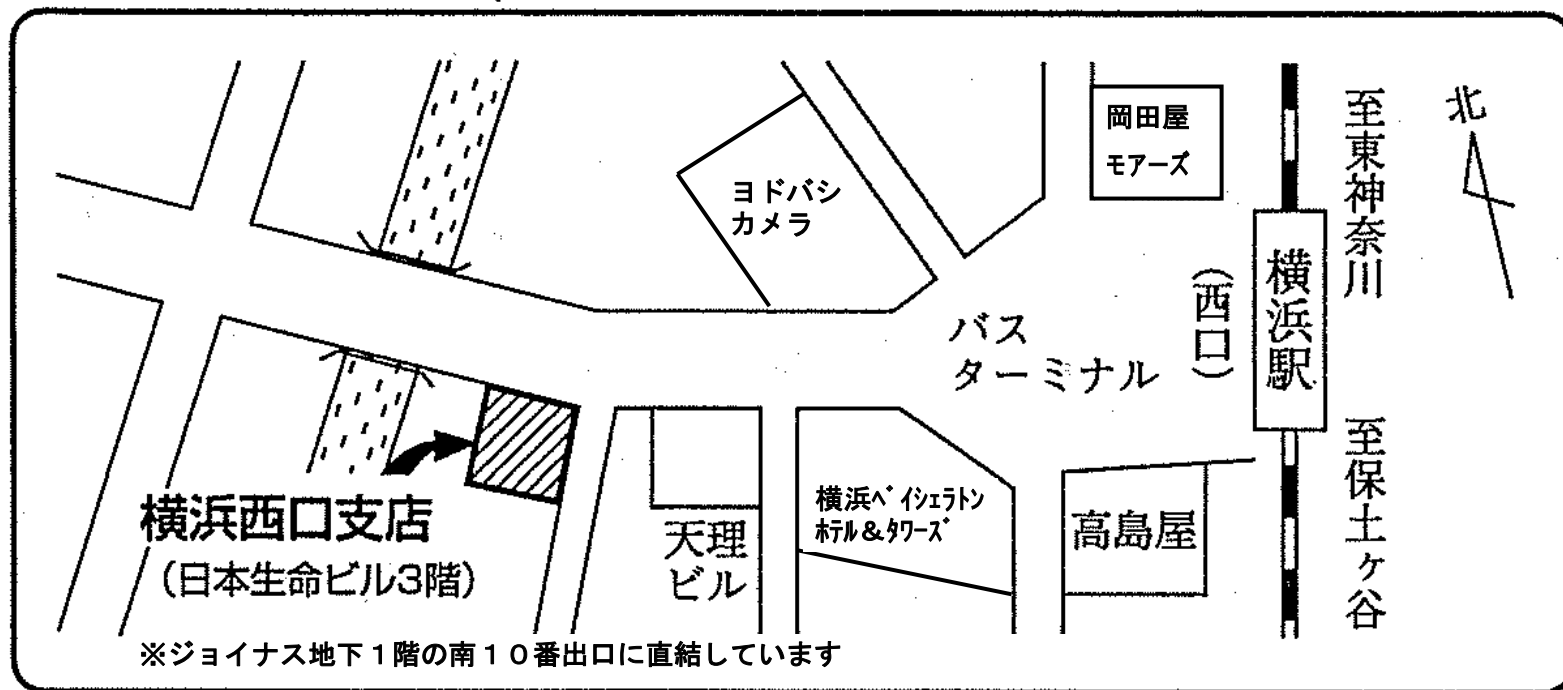 岡田屋
モアーズ
北
至東神奈川
ヨドバシ
カメラ
横浜駅
(西口)
バス
ターミナル
至保土ヶ谷
横浜西口支店
(日本生命ビル3階)
天理
ビル
横浜ベイシェラトン
ホテル&タワーズ
高島屋
※ジョイナス地下1階の南10番出口に直結しています